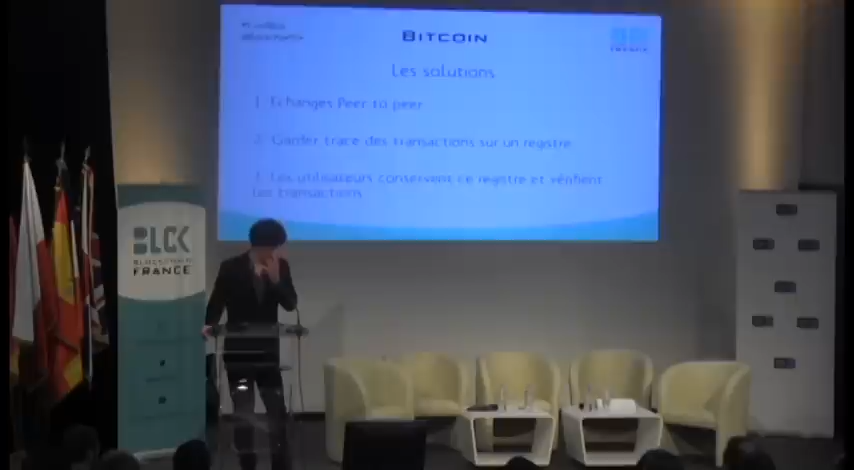 BITCOIN
FRANCE
Les solutions
1. Echanges Peer to peer
2. Garder trace des transactions sur un registre
3. Les utilisateurs conservent ce registre et vérifient
les transactions
BLCK
BLOCKCHAIN
FRANCE